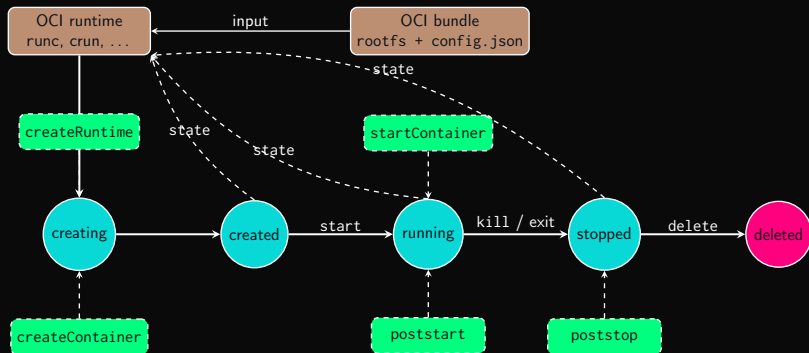 OCI runtime
runc, crun, ...
input
OCI bundle
rootfs + config.json
state
createRuntime
state
state
startContainer
creating
created
start
running
kill / exit
stopped
delete
deleted
createContainer
poststart
poststop